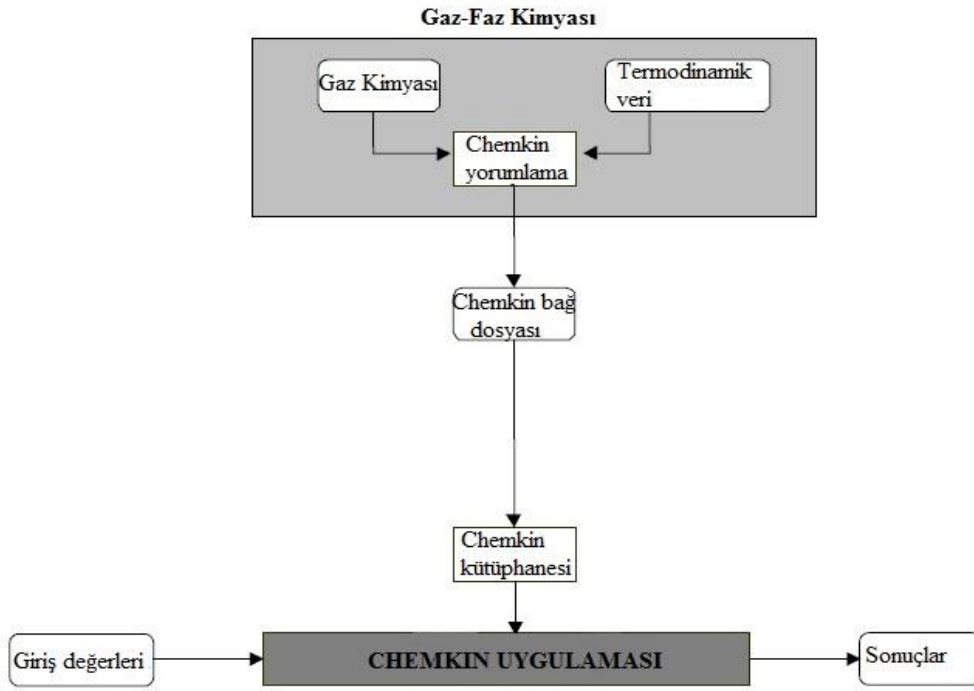 Gaz-Faz Kimyası
Gaz Kimyası
Termodinamik
veri
Chemkin
yorumlama
Chemkin bağ
dosyası
Chemkin
kütüphanesi
Giriş değerleri
CHEMKIN UYGULAMASI
Sonuçlar